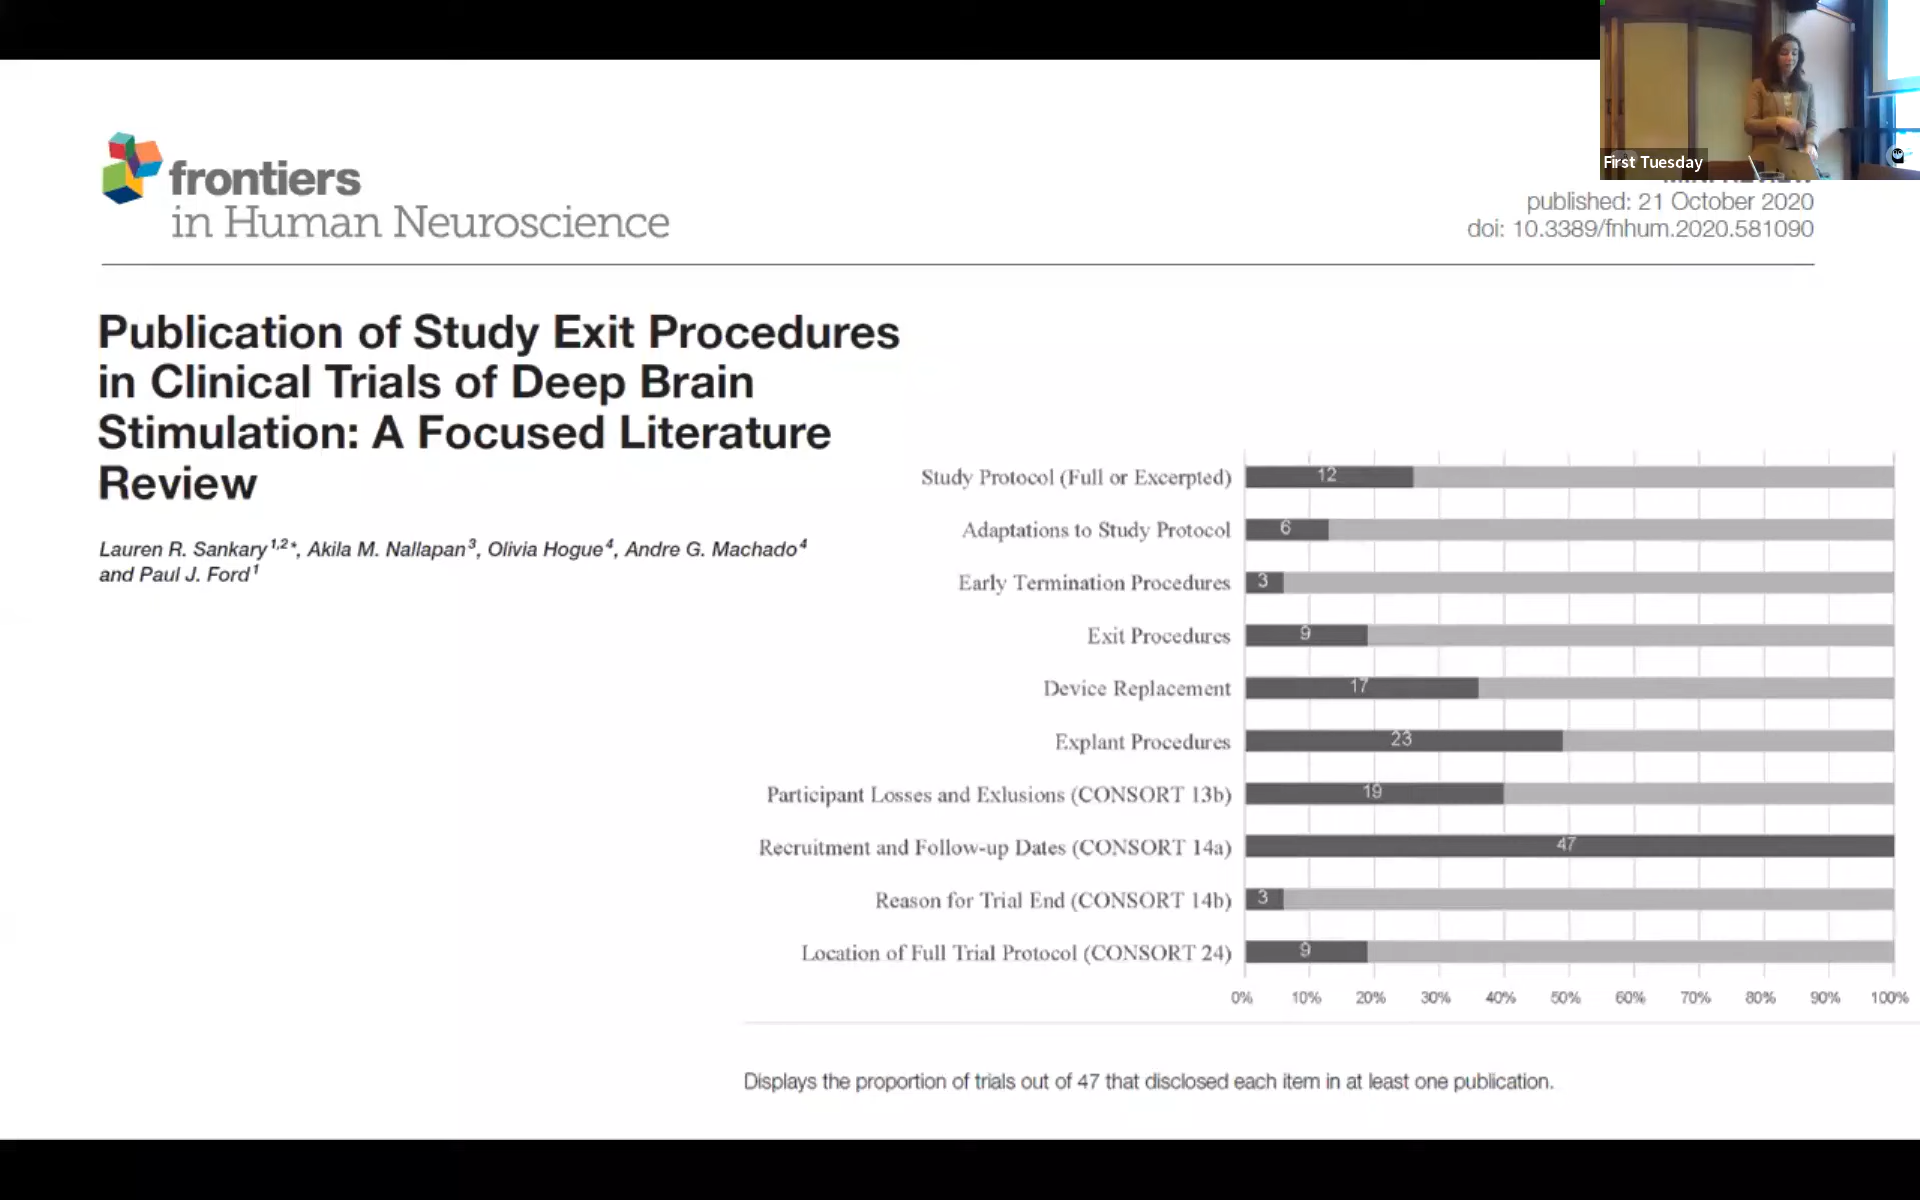 First Tuesday
frontiers
in Human Neuroscience
published: 21 October 2020
doi: 10.3389/fnhum.2020.581090
Publication of Study Exit Procedures
in Clinical Trials of Deep Brain
Stimulation: A Focused Literature
Review
Lauren R. Sankary 1,2*, Akila M. Nallapan 3, Olivia Hogue 4, Andre G. Machado 4
and Paul J. Ford 1
Study Protocol (Full or Excerpted) 12
Adaptations to Study Protocol 6
Early Termination Procedures 3
Exit Procedures 9
Device Replacement 17
Explant Procedures 23
Participant Losses and Exlusions (CONSORT 13b) 19
Recruitment and Follow-up Dates (CONSORT 14a) 47
Reason for Trial End (CONSORT 14b) 3
Location of Full Trial Protocol (CONSORT 24) 9
0% 10% 20% 30% 40% 50% 60% 70% 80% 90% 100%
Displays the proportion of trials out of 47 that disclosed each item in at least one publication.